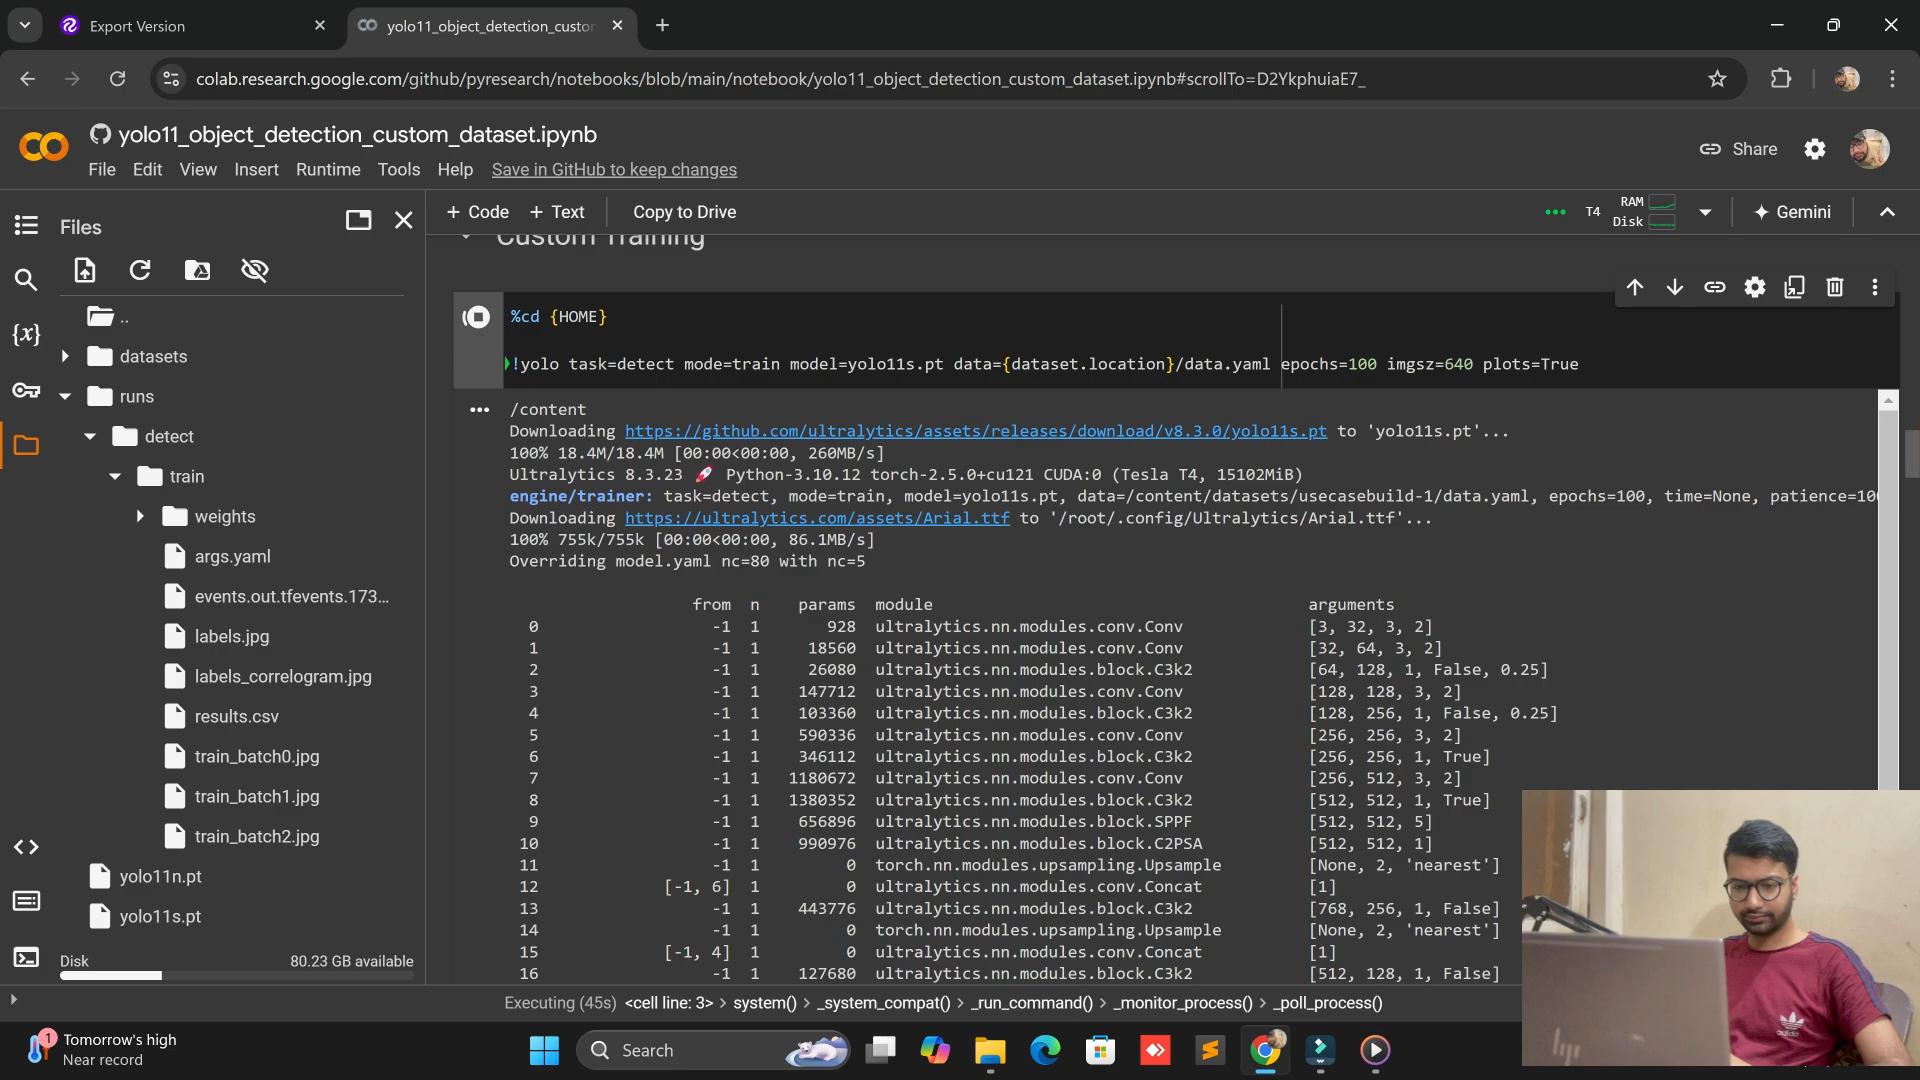 Export Version
yolo11_object_detection_custo
colab.research.google.com/github/pyresearch/notebooks/blob/main/notebook/yolo11_object_detection_custom_dataset.ipynb#scrollTo=D2YkphuiaE7_
yolo11_object_detection_custom_dataset.ipynb
File Edit View Insert Runtime Tools Help Save in GitHub to keep changes
Share
Files
+ Code + Text Copy to Drive
T4 RAM
Disk
Gemini
Custom Training
..
datasets
runs
detect
train
weights
args.yaml
events.out.tfevents.173...
labels.jpg
labels_correlogram.jpg
results.csv
train_batch0.jpg
train_batch1.jpg
train_batch2.jpg
yolo11n.pt
yolo11s.pt
Disk 80.23 GB available
%cd {HOME}
!yolo task=detect mode=train model=yolo11s.pt data={dataset.location}/data.yaml epochs=100 imgsz=640 plots=True
/content
Downloading https://github.com/ultralytics/assets/releases/download/v8.3.0/yolo11s.pt to 'yolo11s.pt'...
100% 18.4M/18.4M [00:00<00:00, 260MB/s]
Ultralytics 8.3.23 🚀 Python-3.10.12 torch-2.5.0+cu121 CUDA:0 (Tesla T4, 15102MiB)
engine/trainer: task=detect, mode=train, model=yolo11s.pt, data=/content/datasets/usecasebuild-1/data.yaml, epochs=100, time=None, patience=10
Downloading https://ultralytics.com/assets/Arial.ttf to '/root/.config/Ultralytics/Arial.ttf'...
100% 755k/755k [00:00<00:00, 86.1MB/s]
Overriding model.yaml nc=80 with nc=5
from n params module arguments
0 -1 1 928 ultralytics.nn.modules.conv.Conv [3, 32, 3, 2]
1 -1 1 18560 ultralytics.nn.modules.conv.Conv [32, 64, 3, 2]
2 -1 1 26080 ultralytics.nn.modules.block.C3k2 [64, 128, 1, False, 0.25]
3 -1 1 147712 ultralytics.nn.modules.conv.Conv [128, 128, 3, 2]
4 -1 1 103360 ultralytics.nn.modules.block.C3k2 [128, 256, 1, False, 0.25]
5 -1 1 590336 ultralytics.nn.modules.conv.Conv [256, 256, 3, 2]
6 -1 1 346112 ultralytics.nn.modules.block.C3k2 [256, 256, 1, True]
7 -1 1 1180672 ultralytics.nn.modules.conv.Conv [256, 512, 3, 2]
8 -1 1 1380352 ultralytics.nn.modules.block.C3k2 [512, 512, 1, True]
9 -1 1 656896 ultralytics.nn.modules.block.SPPF [512, 512, 5]
10 -1 1 990976 ultralytics.nn.modules.block.C2PSA [512, 512, 1]
11 -1 1 0 torch.nn.modules.upsampling.Upsample [None, 2, 'nearest']
12 [-1, 6] 1 0 ultralytics.nn.modules.conv.Concat [1]
13 -1 1 443776 ultralytics.nn.modules.block.C3k2 [768, 256, 1, False]
14 -1 1 0 torch.nn.modules.upsampling.Upsample [None, 2, 'nearest']
15 [-1, 4] 1 0 ultralytics.nn.modules.conv.Concat [1]
16 -1 1 127680 ultralytics.nn.modules.block.C3k2 [512, 128, 1, False]
Executing (45s) <cell line: 3> > system() > _system_compat() > _run_command() > _monitor_process() > _poll_process()
adidas
hp
1 Tomorrow's high
Near record
Search